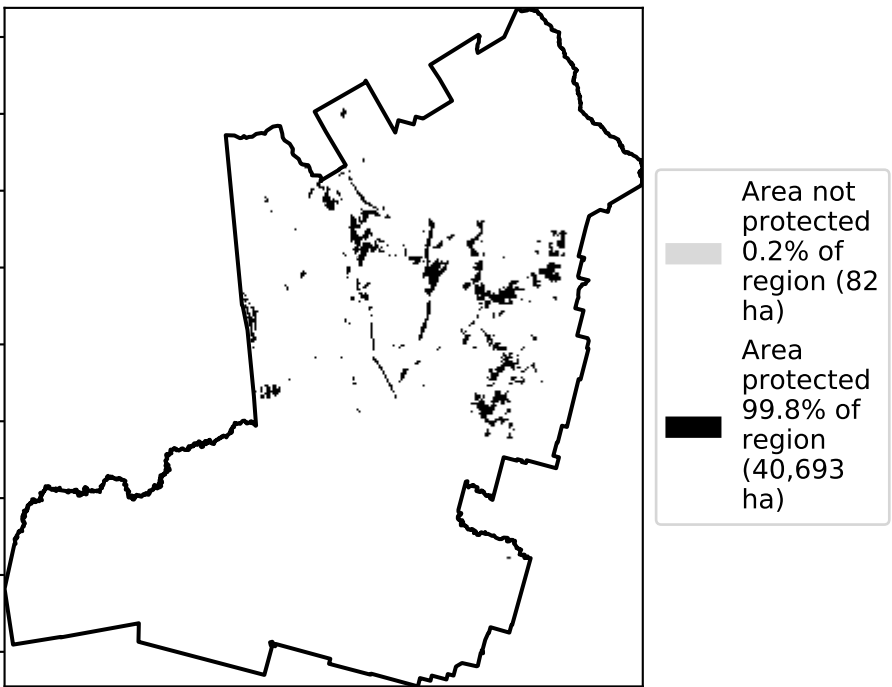 Area not
protected
0.2% of
region (82
ha)
Area
protected
99.8% of
region
(40,693
ha)